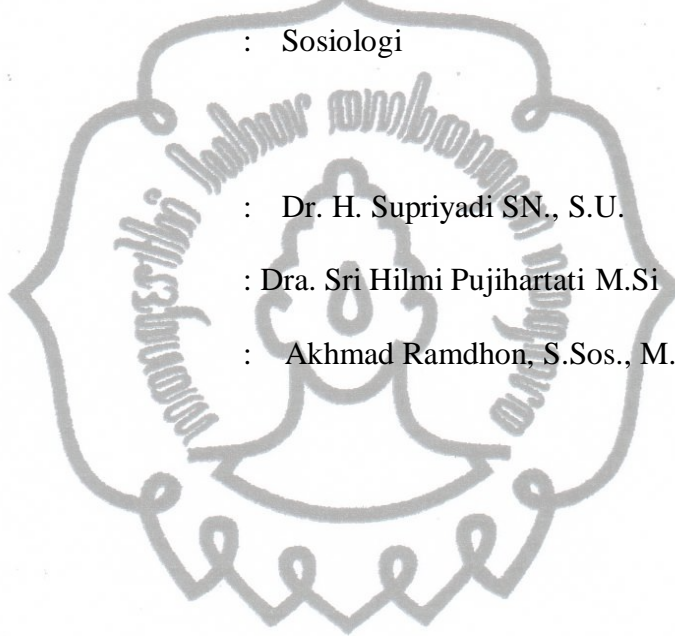 : Sosiologi
: Dr. H. Supriyadi SN., S.U.
: Dra. Sri Hilmi Pujihartati M.Si
: Akhmad Ramdhon, S.Sos., M.